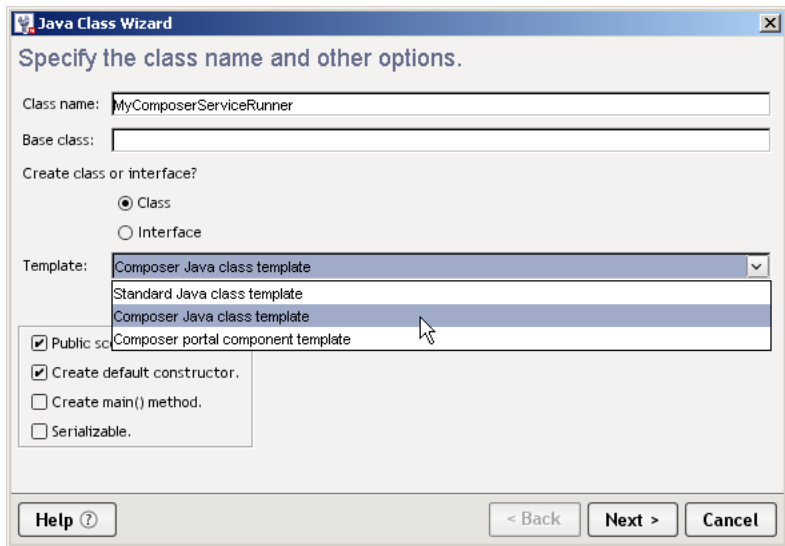 Java Class Wizard
Specify the class name and other options.
Class name: MyComposerServiceRunner
Base class:
Create class or interface?
Class
Interface
Template: Composer Java class template
Standard Java class template
Composer Java class template
Composer portal component template
Public sc
Create default constructor.
Create main() method.
Serializable.
Help ?
< Back
Next >
Cancel